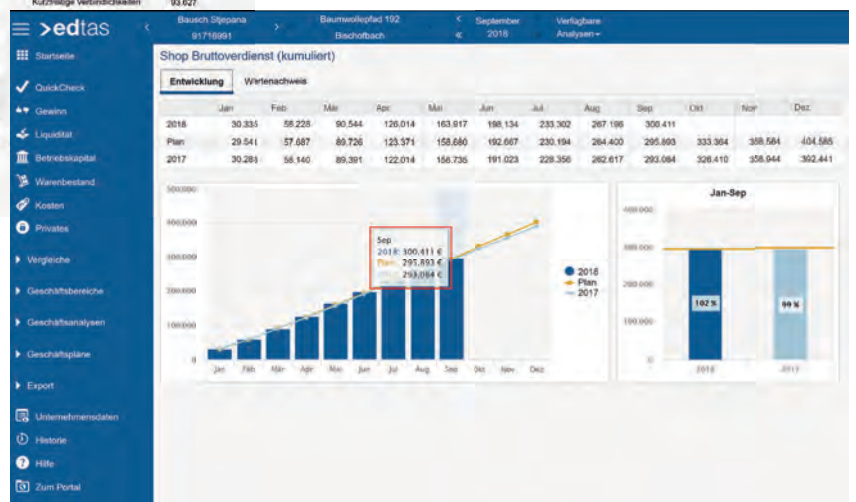 Kurzfristige Verbindlichkeiten 93.627
>edtas
Bausch Stjepana
91716991
Baumwollepfad 192
Bischofbach
September
2018
Verfügbare
Analysen
Startseite
QuickCheck
Gewinn
Liquidität
Betriebskapital
Warenbestand
Kosten
Privates
Vergleiche
Geschäftsbereiche
Geschäftsanalysen
Geschäftspläne
Export
Unternehmensdaten
Historie
Hilfe
Zum Portal
Shop Bruttoverdienst (kumuliert)
Entwicklung Wertenachweis
Jan Feb Mär Apr Mai Jun Jul Aug Sep Okt Nov Dez
2018 30.335 58.228 90.544 126.014 163.917 198.134 233.302 267.196 300.411
Plan 29.541 57.687 89.726 123.371 158.680 192.667 230.194 264.400 295.893 333.364 358.584 404.585
2017 30.283 58.140 89.391 122.014 156.735 191.023 228.356 262.617 293.084 326.410 358.944 392.441
500.000
400.000
300.000
200.000
100.000
0
Sep
2018: 300.411 €
Plan: 295.893 €
293.084 €
Jan Feb Mär Apr Mai Jun Jul Aug Sep Okt Nov Dez
2018
Plan
2017
Jan-Sep
400.000
300.000
200.000
100.000
0
102 %
99 %
2018
2017